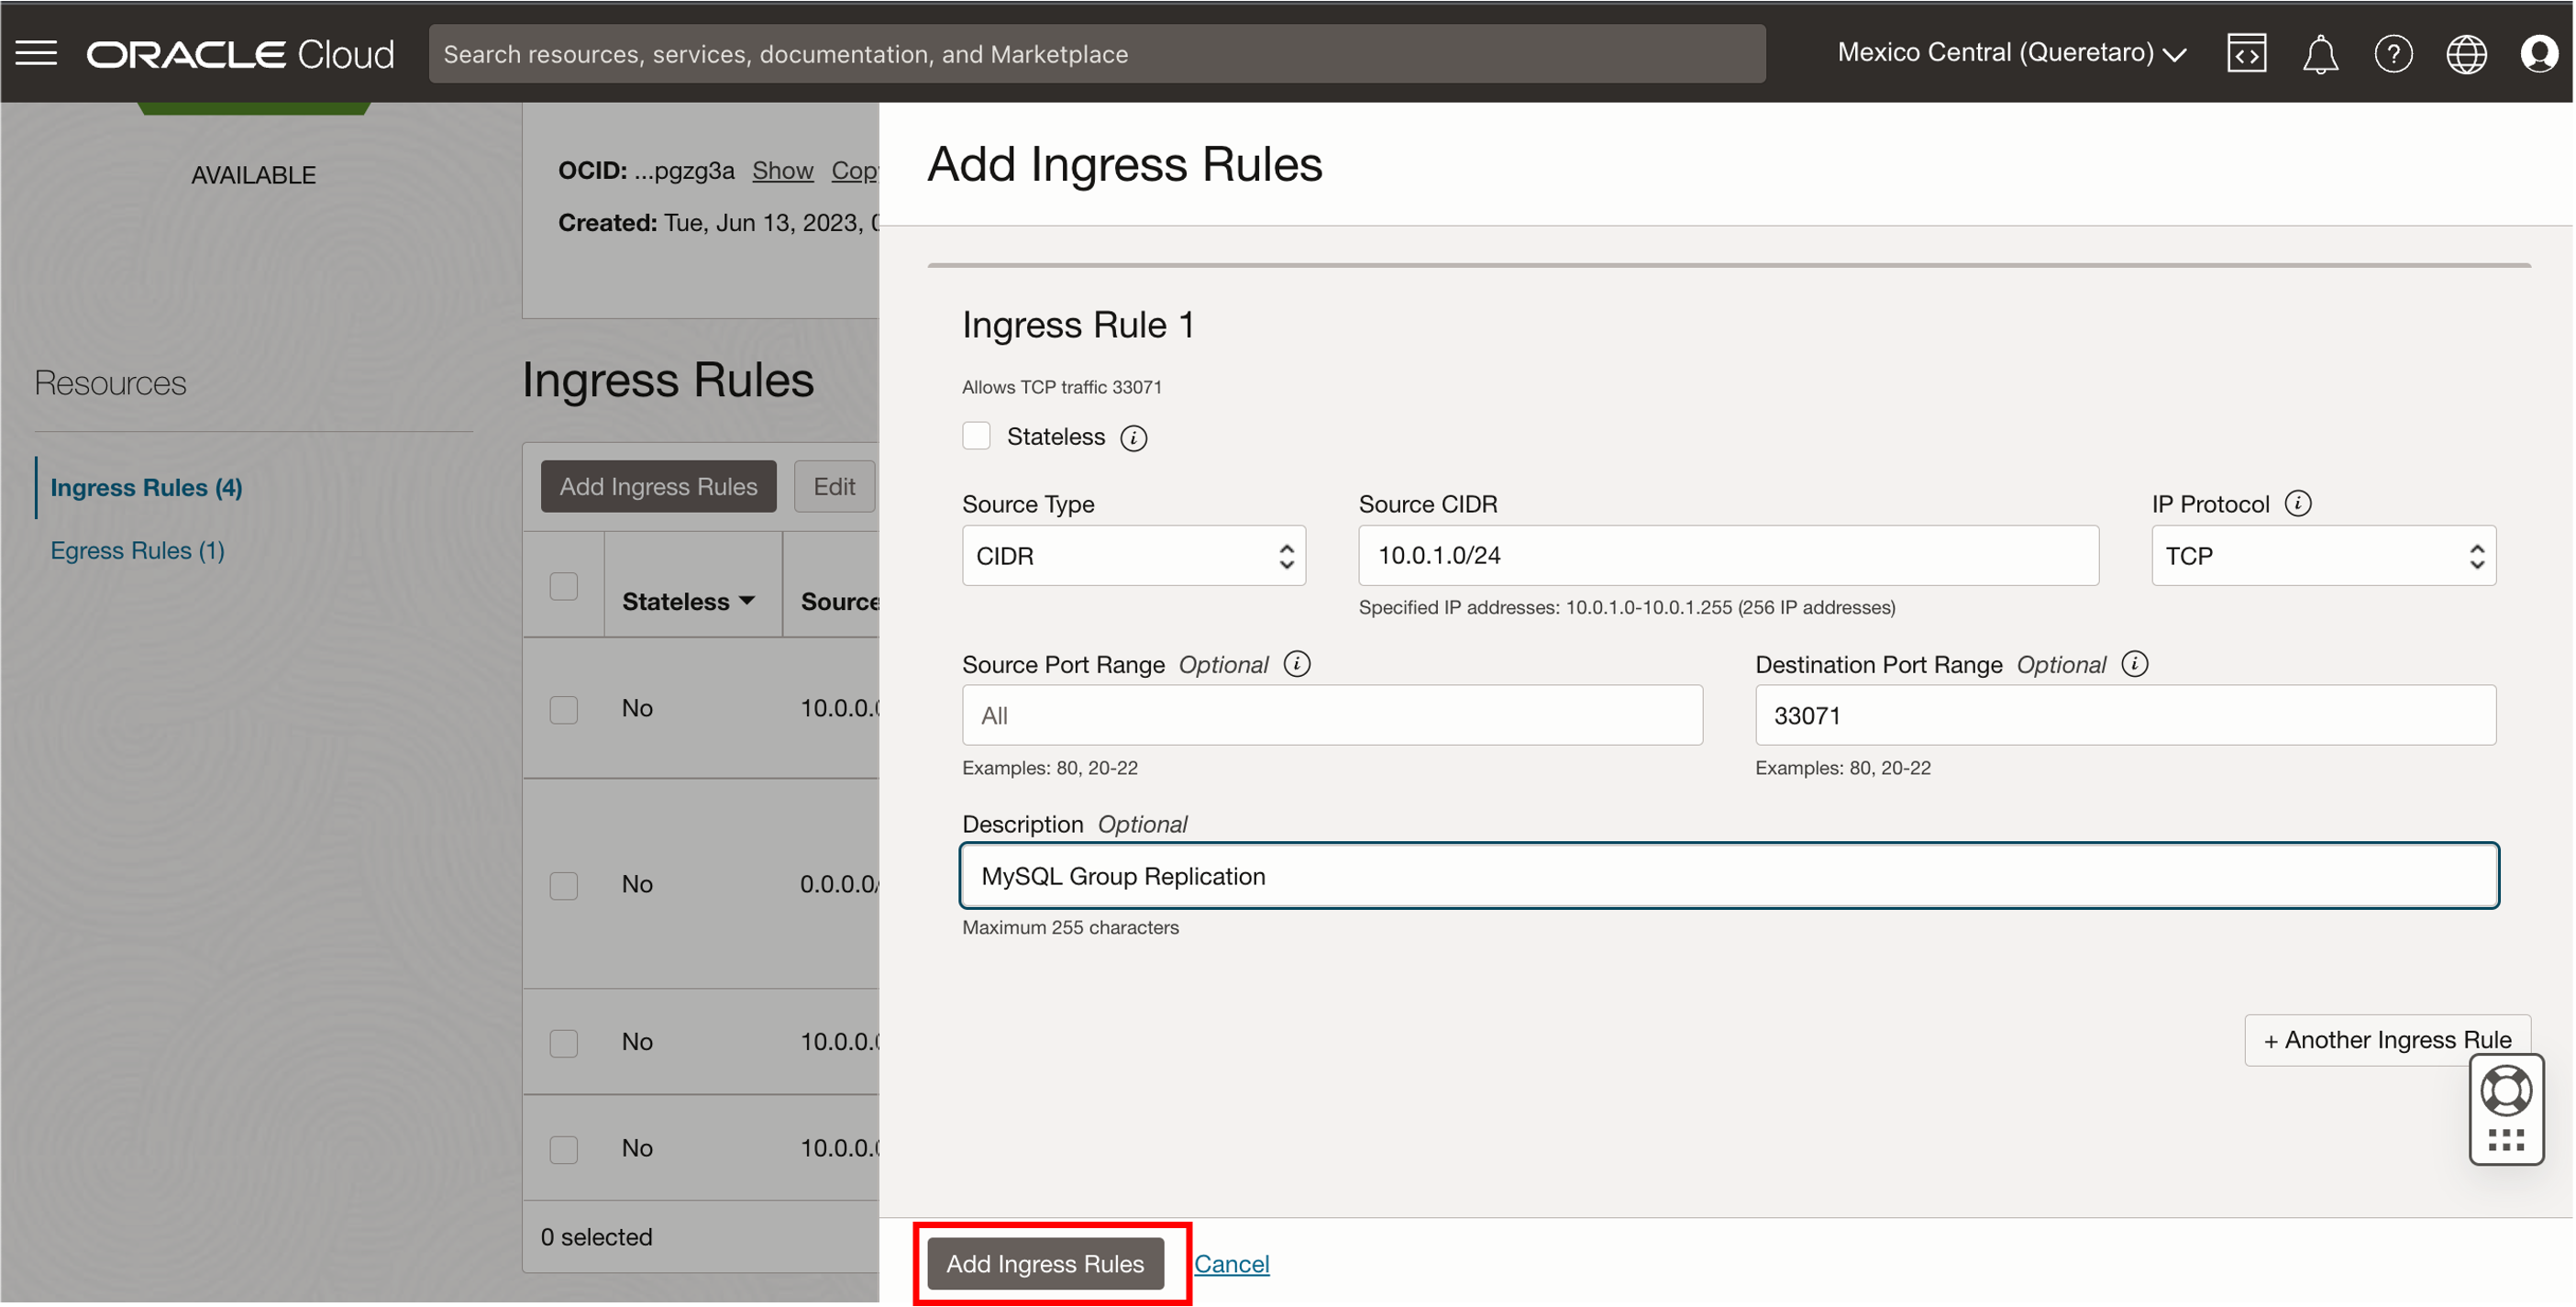 ORACLE Cloud
Search resources, services, documentation, and Marketplace
Mexico Central (Queretaro)
AVAILABLE
OCID: ...pgzg3a Show
Created: Tue, Jun 13, 2023,
Resources
Ingress Rules (4)
Egress Rules (1)
Ingress Rules
Add Ingress Rules Edit
Stateless Source
No 10.0.0.
No 0.0.0.0/
No 10.0.0.
No 10.0.0.
0 selected
Add Ingress Rules
Ingress Rule 1
Allows TCP traffic 33071
Stateless
Source Type Source CIDR IP Protocol
CIDR 10.0.1.0/24 TCP
Specified IP addresses: 10.0.1.0-10.0.1.255 (256 IP addresses)
Source Port Range Optional Destination Port Range Optional
All 33071
Examples: 80, 20-22 Examples: 80, 20-22
Description Optional
MySQL Group Replication
Maximum 255 characters
+ Another Ingress Rule
Add Ingress Rules Cancel